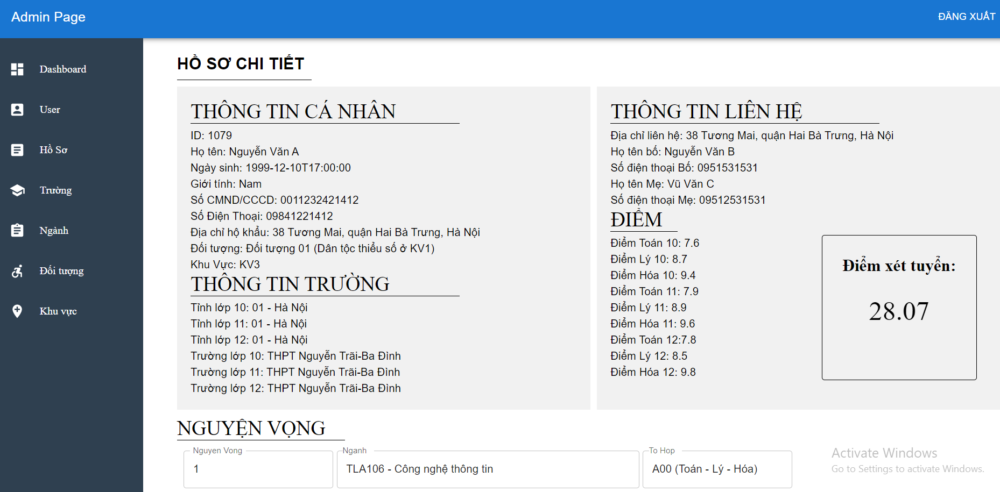 Admin Page
ĐĂNG XUẤT
Dashboard
User
Hồ Sơ
Trường
Ngành
Đối tượng
Khu vực
HỒ SƠ CHI TIẾT
THÔNG TIN CÁ NHÂN
ID: 1079
Họ tên: Nguyễn Văn A
Ngày sinh: 1999-12-10T17:00:00
Giới tính: Nam
Số CMND/CCCD: 0011232421412
Số Điện Thoại: 09841221412
Địa chỉ hộ khẩu: 38 Tương Mai, quận Hai Bà Trưng, Hà Nội
Đối tượng: Đối tượng 01 (Dân tộc thiểu số ở KV1)
Khu Vực: KV3
THÔNG TIN TRƯỜNG
Tỉnh lớp 10: 01 - Hà Nội
Tỉnh lớp 11: 01 - Hà Nội
Tỉnh lớp 12: 01 - Hà Nội
Trường lớp 10: THPT Nguyễn Trãi-Ba Đình
Trường lớp 11: THPT Nguyễn Trãi-Ba Đình
Trường lớp 12: THPT Nguyễn Trãi-Ba Đình
THÔNG TIN LIÊN HỆ
Địa chỉ liên hệ: 38 Tương Mai, quận Hai Bà Trưng, Hà Nội
Họ tên bố: Nguyễn Văn B
Số điện thoại Bố: 0951531531
Họ tên Mẹ: Vũ Văn C
Số điện thoại Mẹ: 09512531531
ĐIỂM
Điểm Toán 10: 7.6
Điểm Lý 10: 8.7
Điểm Hóa 10: 9.4
Điểm Toán 11: 7.9
Điểm Lý 11: 8.9
Điểm Hóa 11: 9.6
Điểm Toán 12:7.8
Điểm Lý 12: 8.5
Điểm Hóa 12: 9.8
Điểm xét tuyển:
28.07
NGUYỆN VỌNG
Nguyen Vong
1
Nganh
TLA106 - Công nghệ thông tin
To Hop
A00 (Toán - Lý - Hóa)
Activate Windows
Go to Settings to activate Windows.